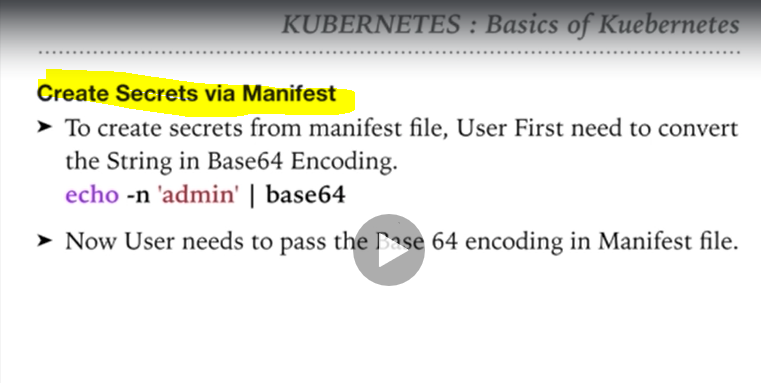 KUBERNETES : Basics of Kuebernetes
Create Secrets via Manifest
➤ To create secrets from manifest file, User First need to convert
the String in Base64 Encoding.
echo -n 'admin' | base64
➤ Now User needs to pass the Base 64 encoding in Manifest file.